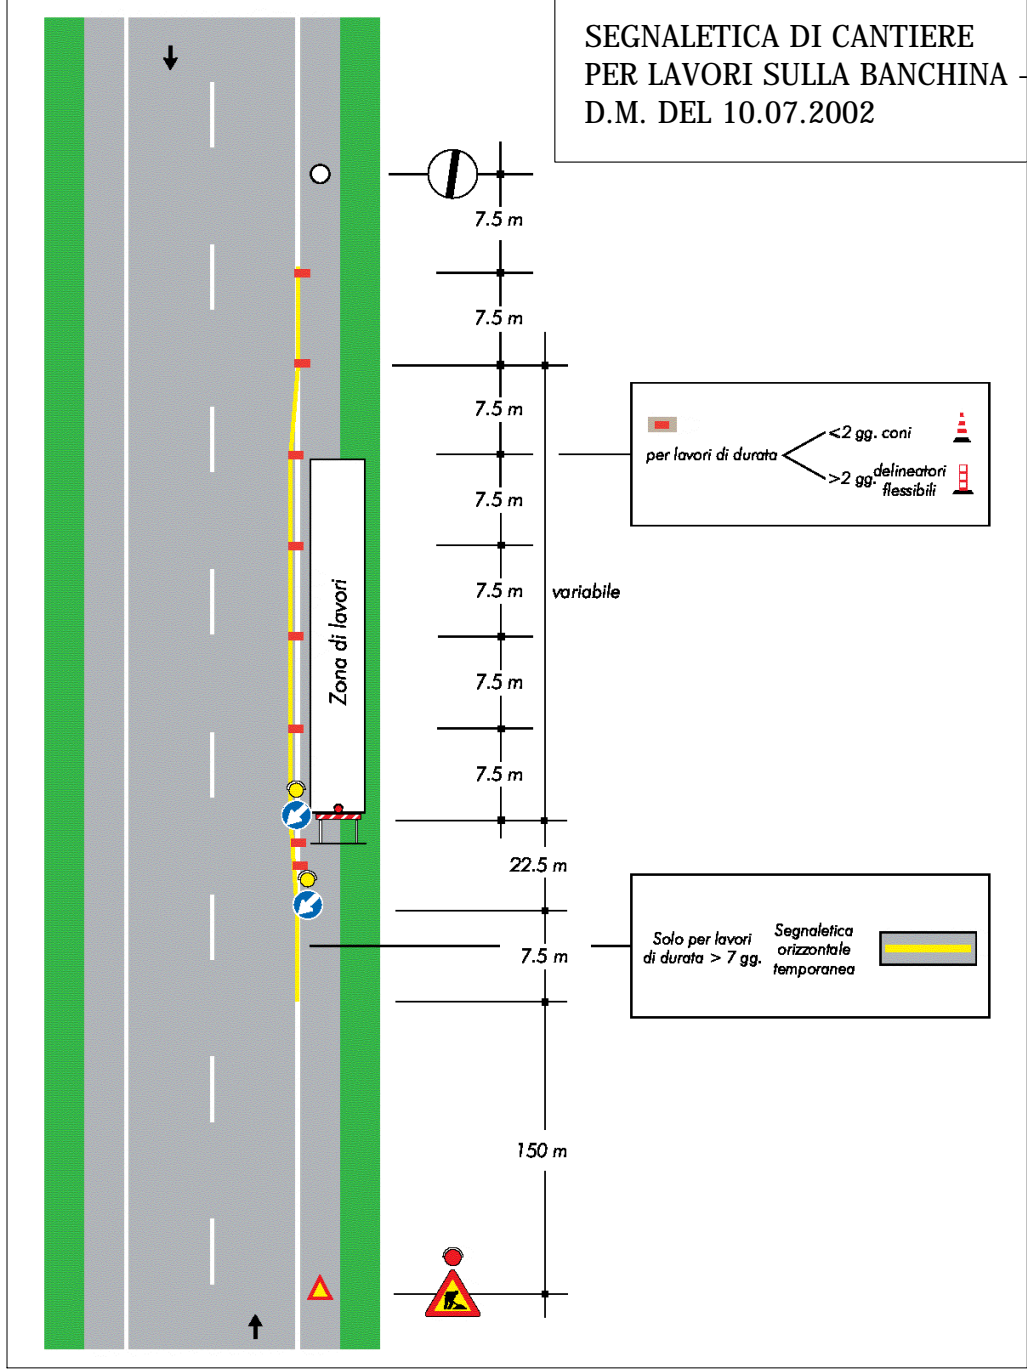 SEGNALETICA DI CANTIERE
PER LAVORI SULLA BANCHINA -
D.M. DEL 10.07.2002
7.5 m
7.5 m
7.5 m
7.5 m
7.5 m
7.5 m
7.5 m
variabile
22.5 m
7.5 m
150 m
Zona di lavori
per lavori di durata
<2 gg. coni
>2 gg. delineatori
flessibili
Solo per lavori
di durata > 7 gg.
Segnaletica
orizzontale
temporanea